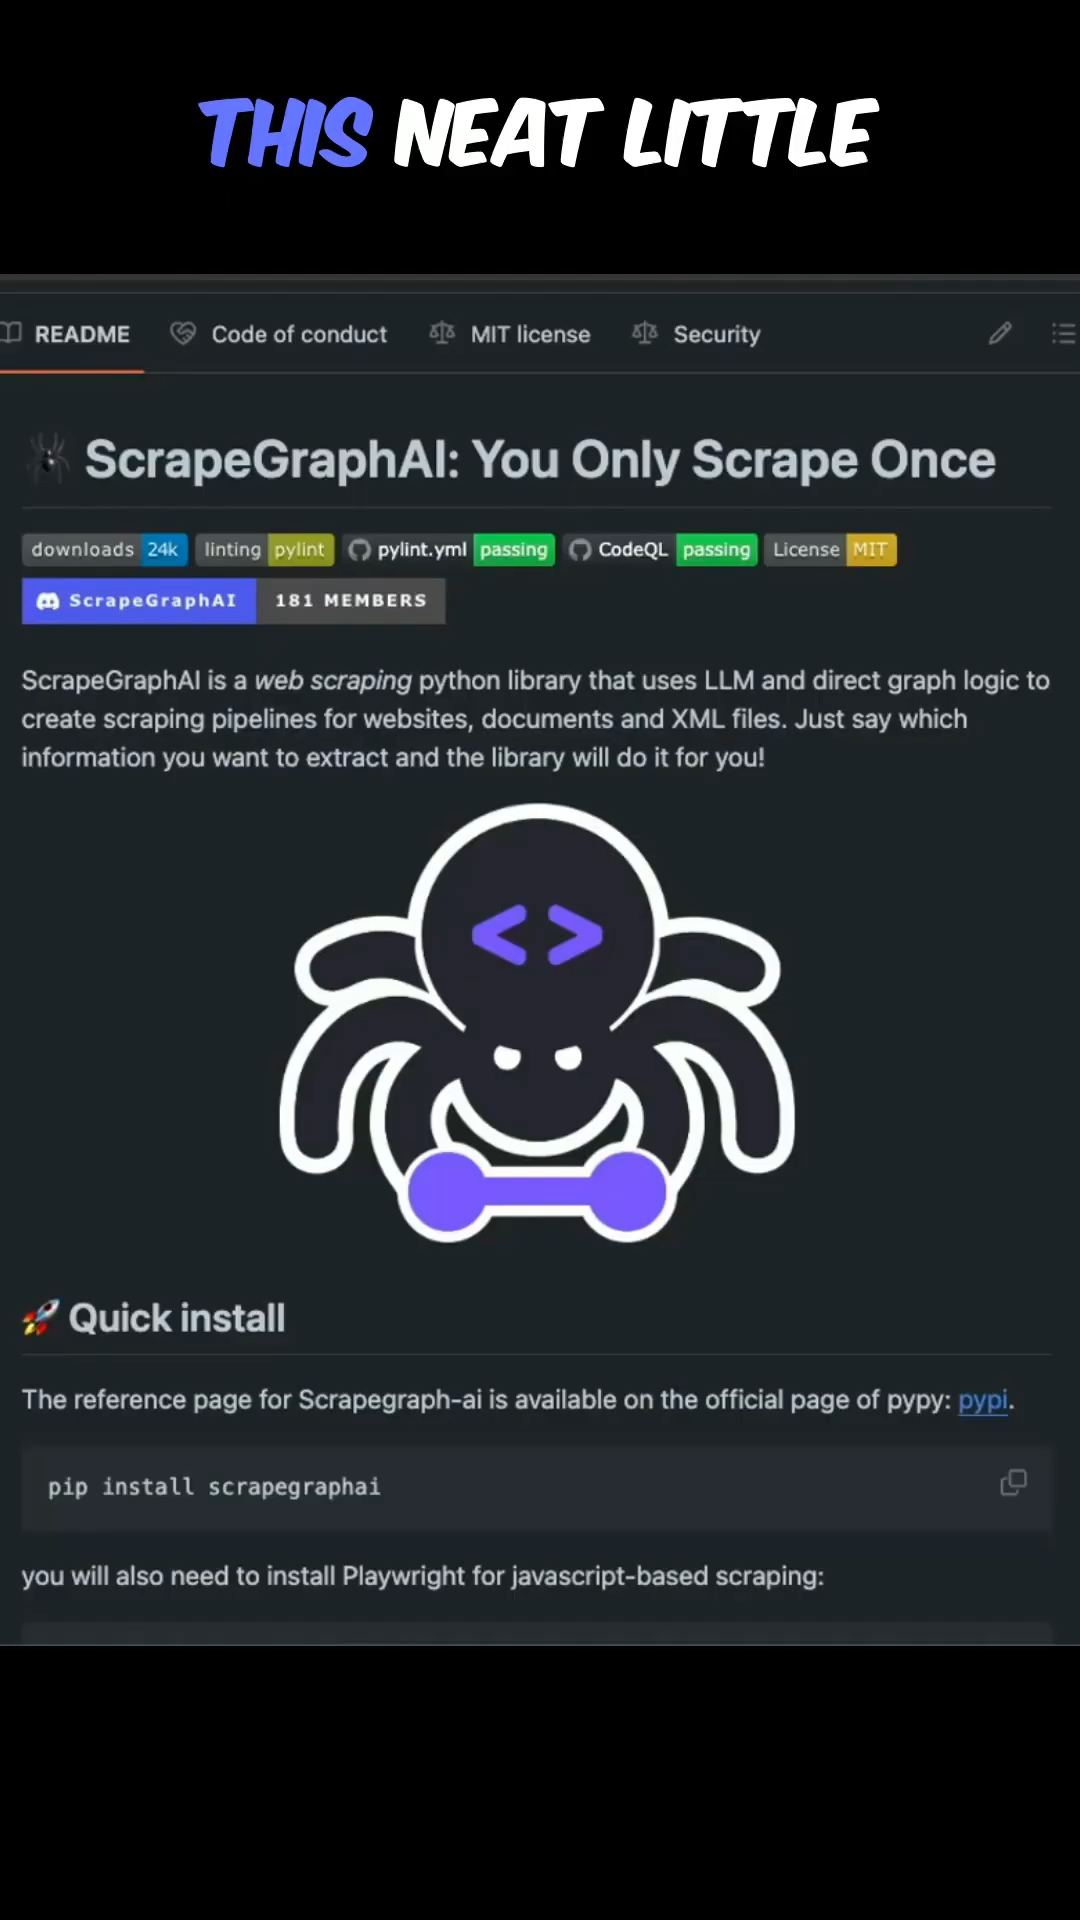 THIS NEAT LITTLE
README Code of conduct MIT license Security
ScrapeGraphAI: You Only Scrape Once
downloads 24k linting pylint pylint.yml passing CodeQL passing License MIT
ScrapeGraphAI 181 MEMBERS
ScrapeGraphAI is a web scraping python library that uses LLM and direct graph logic to
create scraping pipelines for websites, documents and XML files. Just say which
information you want to extract and the library will do it for you!
<>
🚀 Quick install
The reference page for Scrapegraph-ai is available on the official page of pypy: pypi.
pip install scrapegraphai
you will also need to install Playwright for javascript-based scraping: